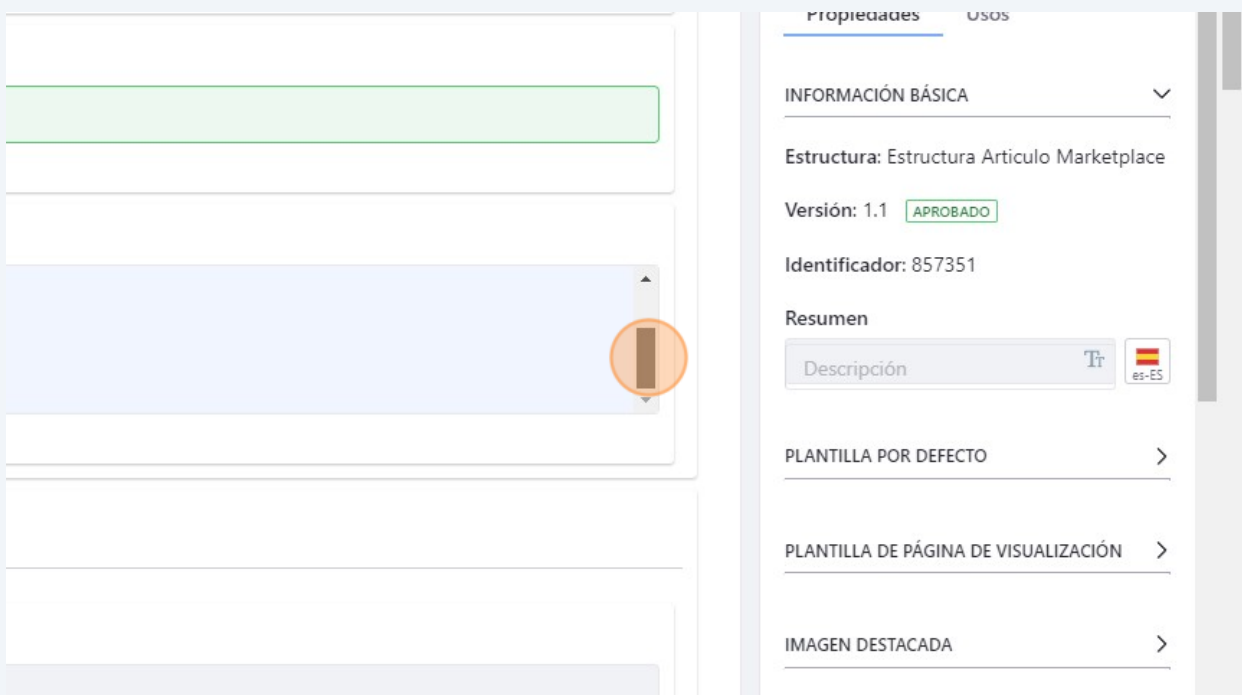 Propiedades Usos
INFORMACIÓN BÁSICA
Estructura: Estructura Articulo Marketplace
Versión: 1.1 APROBADO
Identificador: 857351
Resumen
Descripción Tт
es-ES
PLANTILLA POR DEFECTO
PLANTILLA DE PÁGINA DE VISUALIZACIÓN
IMAGEN DESTACADA